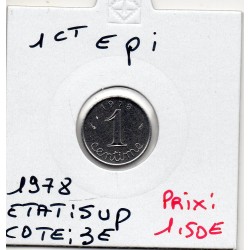 1CT Epi
1978
1
centime
1978
ETAT:SUP
COTE:3E
Prix:
1.50E